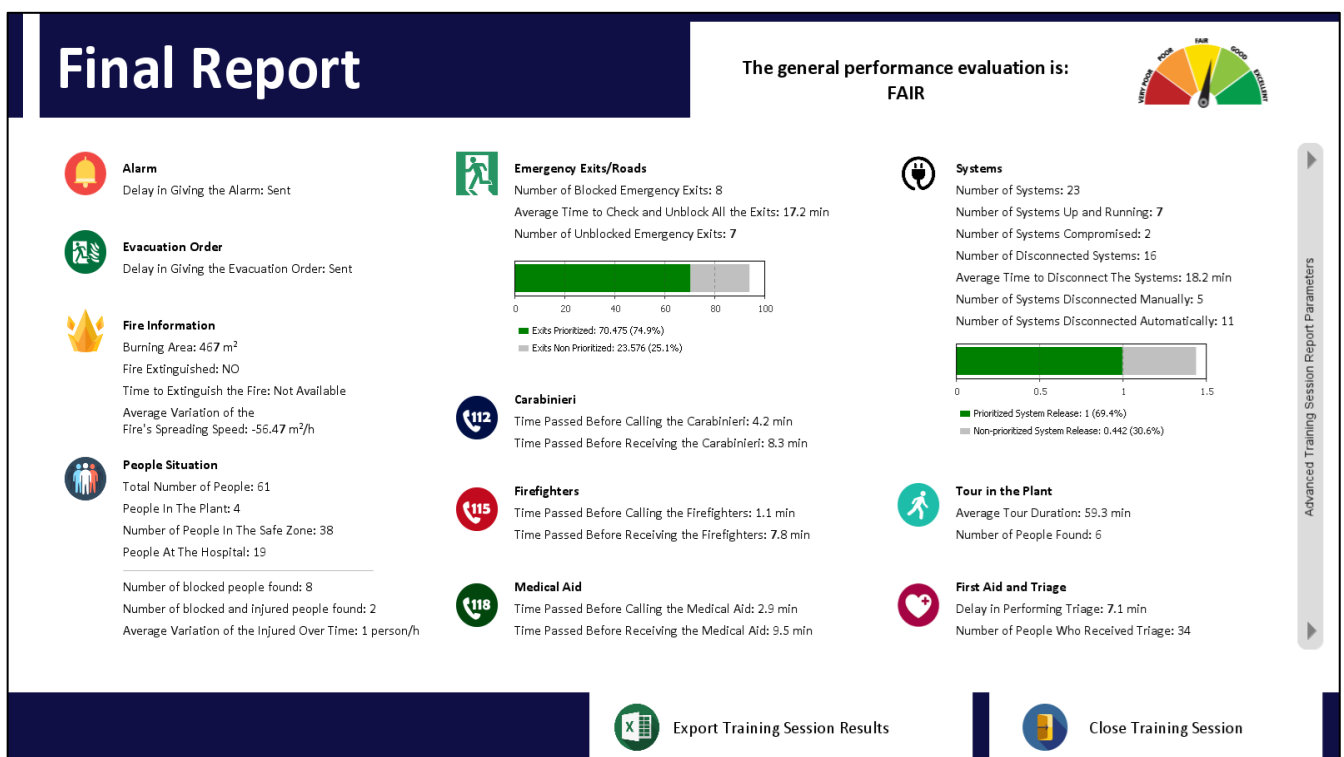 Final Report
The general performance evaluation is:
FAIR
VERY POOR
POOR
FAIR
GOOD
EXCELLENT
Alarm
Delay in Giving the Alarm: Sent
Evacuation Order
Delay in Giving the Evacuation Order: Sent
Fire Information
Burning Area: 467 m²
Fire Extinguished: NO
Time to Extinguish the Fire: Not Available
Average Variation of the
Fire's Spreading Speed: -56.47 m²/h
People Situation
Total Number of People: 61
People In The Plant: 4
Number of People In The Safe Zone: 38
People At The Hospital: 19
Number of blocked people found: 8
Number of blocked and injured people found: 2
Average Variation of the Injured Over Time: 1 person/h
Emergency Exits/Roads
Number of Blocked Emergency Exits: 8
Average Time to Check and Unblock All the Exits: 17.2 min
Number of Unblocked Emergency Exits: 7
0 20 40 60 80 100
Exits Prioritized: 70.475 (74.9%)
Exits Non Prioritized: 23.576 (25.1%)
112
Carabinieri
Time Passed Before Calling the Carabinieri: 4.2 min
Time Passed Before Receiving the Carabinieri: 8.3 min
115
Firefighters
Time Passed Before Calling the Firefighters: 1.1 min
Time Passed Before Receiving the Firefighters: 7.8 min
118
Medical Aid
Time Passed Before Calling the Medical Aid: 2.9 min
Time Passed Before Receiving the Medical Aid: 9.5 min
Systems
Number of Systems: 23
Number of Systems Up and Running: 7
Number of Systems Compromised: 2
Number of Disconnected Systems: 16
Average Time to Disconnect The Systems: 18.2 min
Number of Systems Disconnected Manually: 5
Number of Systems Disconnected Automatically: 11
0 0.5 1 1.5
Prioritized System Release: 1 (69.4%)
Non-prioritized System Release: 0.442 (30.6%)
Tour in the Plant
Average Tour Duration: 59.3 min
Number of People Found: 6
First Aid and Triage
Delay in Performing Triage: 7.1 min
Number of People Who Received Triage: 34
Advanced Training Session Report Parameters
Export Training Session Results
Close Training Session